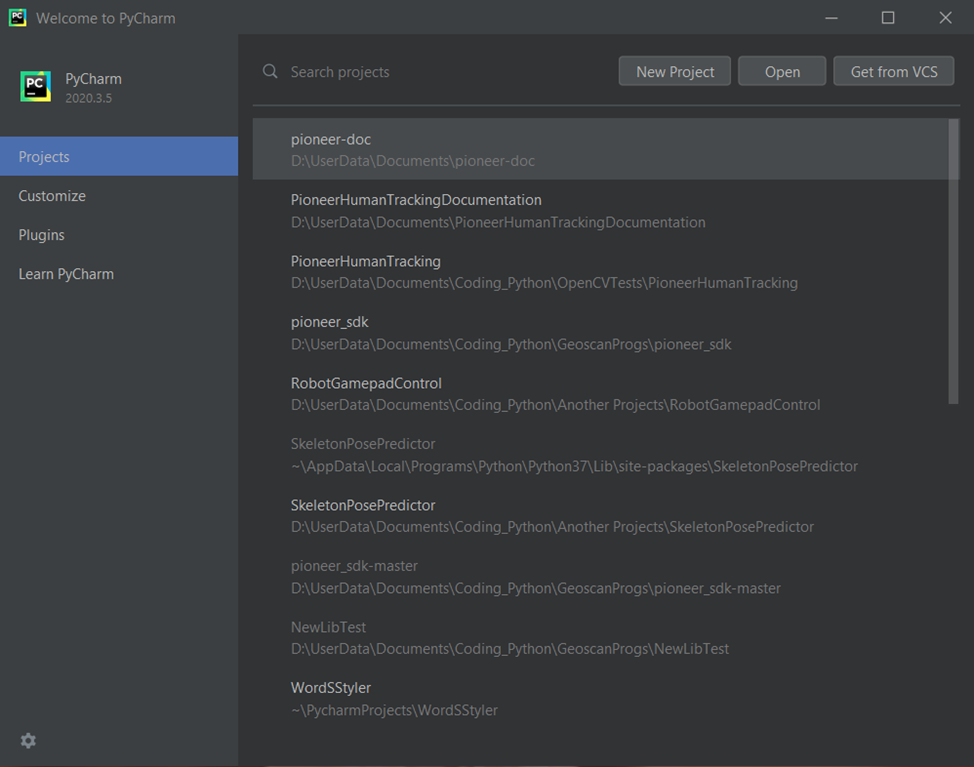 PC Welcome to PyCharm
PC PyCharm
2020.3.5
Projects
Customize
Plugins
Learn PyCharm
Search projects
New Project
Open
Get from VCS
pioneer-doc
D:\UserData\Documents\pioneer-doc
PioneerHumanTrackingDocumentation
D:\UserData\Documents\PioneerHumanTrackingDocumentation
PioneerHumanTracking
D:\UserData\Documents\Coding_Python\OpenCVTests\PioneerHumanTracking
pioneer_sdk
D:\UserData\Documents\Coding_Python\GeoscanProgs\pioneer_sdk
RobotGamepadControl
D:\UserData\Documents\Coding_Python\Another Projects\RobotGamepadControl
SkeletonPosePredictor
~\AppData\Local\Programs\Python\Python37\Lib\site-packages\SkeletonPosePredictor
SkeletonPosePredictor
D:\UserData\Documents\Coding_Python\Another Projects\SkeletonPosePredictor
pioneer_sdk-master
D:\UserData\Documents\Coding_Python\GeoscanProgs\pioneer_sdk-master
NewLibTest
D:\UserData\Documents\Coding_Python\GeoscanProgs\NewLibTest
WordSStyler
~\PycharmProjects\WordSStyler